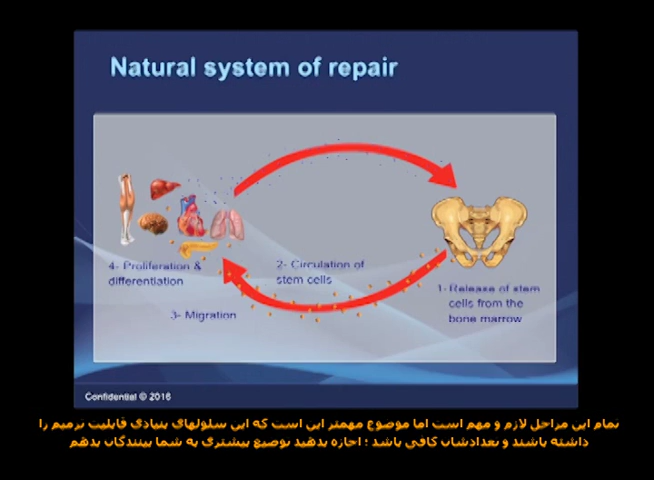 Natural system of repair
4- Proliferation &
differentiation
2- Circulation of
stem cells
3- Migration
1- Release of stem
cells from the
bone marrow
Confidential © 2016
تمام این مراحل لازم و مهم است اما موضوع مهمتر این است که این سلولهای بنیادی قابلیت ترمیم را
داشته باشند و تعدادشان کافی باشد ؛ اجازه بدهید توضیح بیشتری به شما بینندگان بدهم